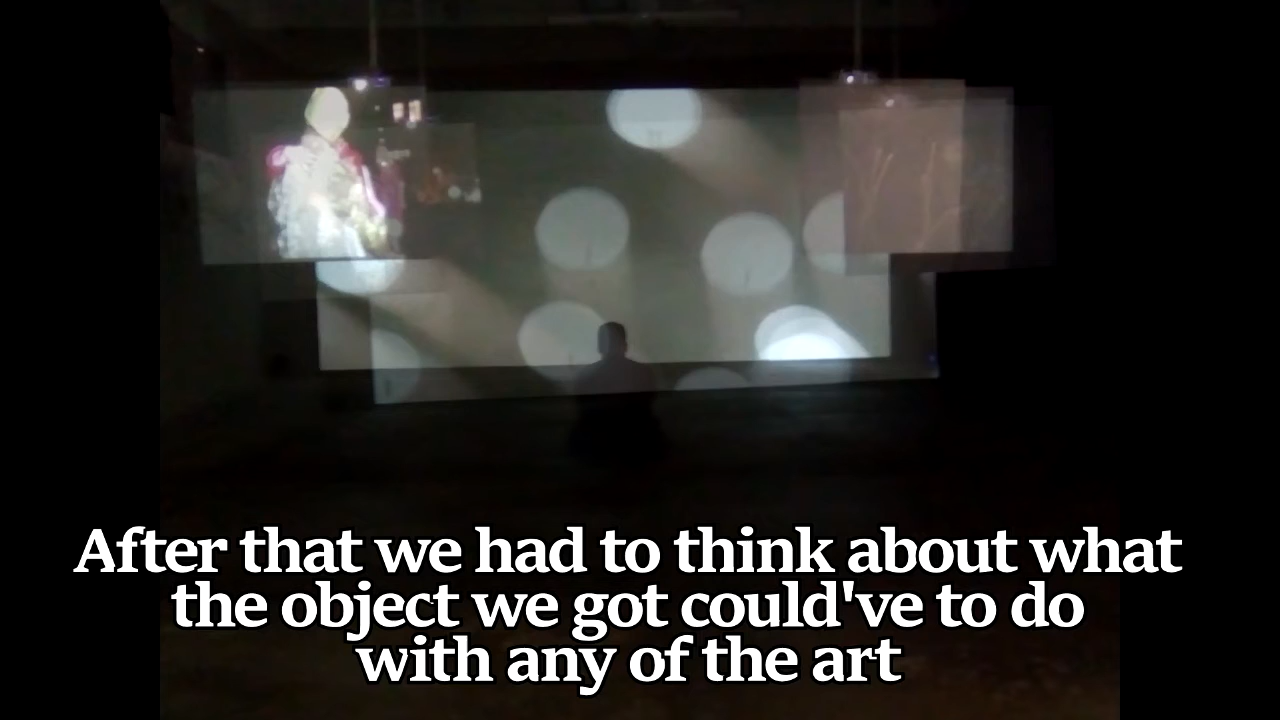 After that we had to think about what
the object we got could've to do
with any of the art